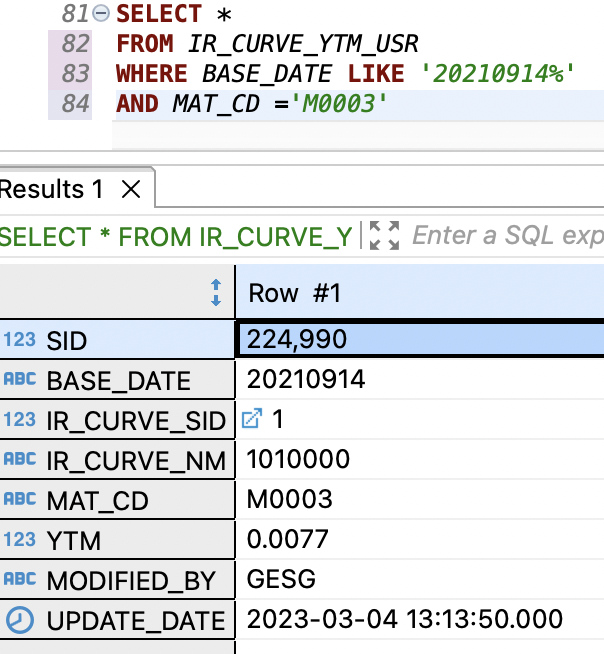 81 SELECT *
82 FROM IR_CURVE_YTM_USR
83 WHERE BASE_DATE LIKE '20210914%'
84 AND MAT_CD ='M0003'
Results 1
SELECT * FROM IR_CURVE_Y Enter a SQL exp
Row #1
123 SID 224,990
ABC BASE_DATE 20210914
123 IR_CURVE_SID 1
ABC IR_CURVE_NM 1010000
ABC MAT_CD M0003
123 YTM 0.0077
ABC MODIFIED_BY GESG
UPDATE_DATE 2023-03-04 13:13:50.000